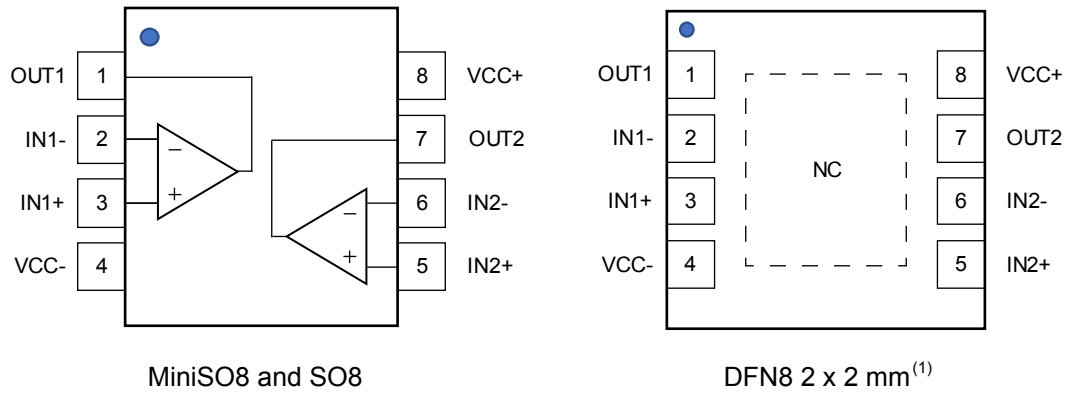 OUT1 1 8 VCC+
IN1- 2 − 7 OUT2
IN1+ 3 + − 6 IN2-
VCC- 4 + 5 IN2+
MiniSO8 and SO8
OUT1 1 8 VCC+
IN1- 2 7 OUT2
NC
IN1+ 3 6 IN2-
VCC- 4 5 IN2+
DFN8 2 x 2 mm(1)